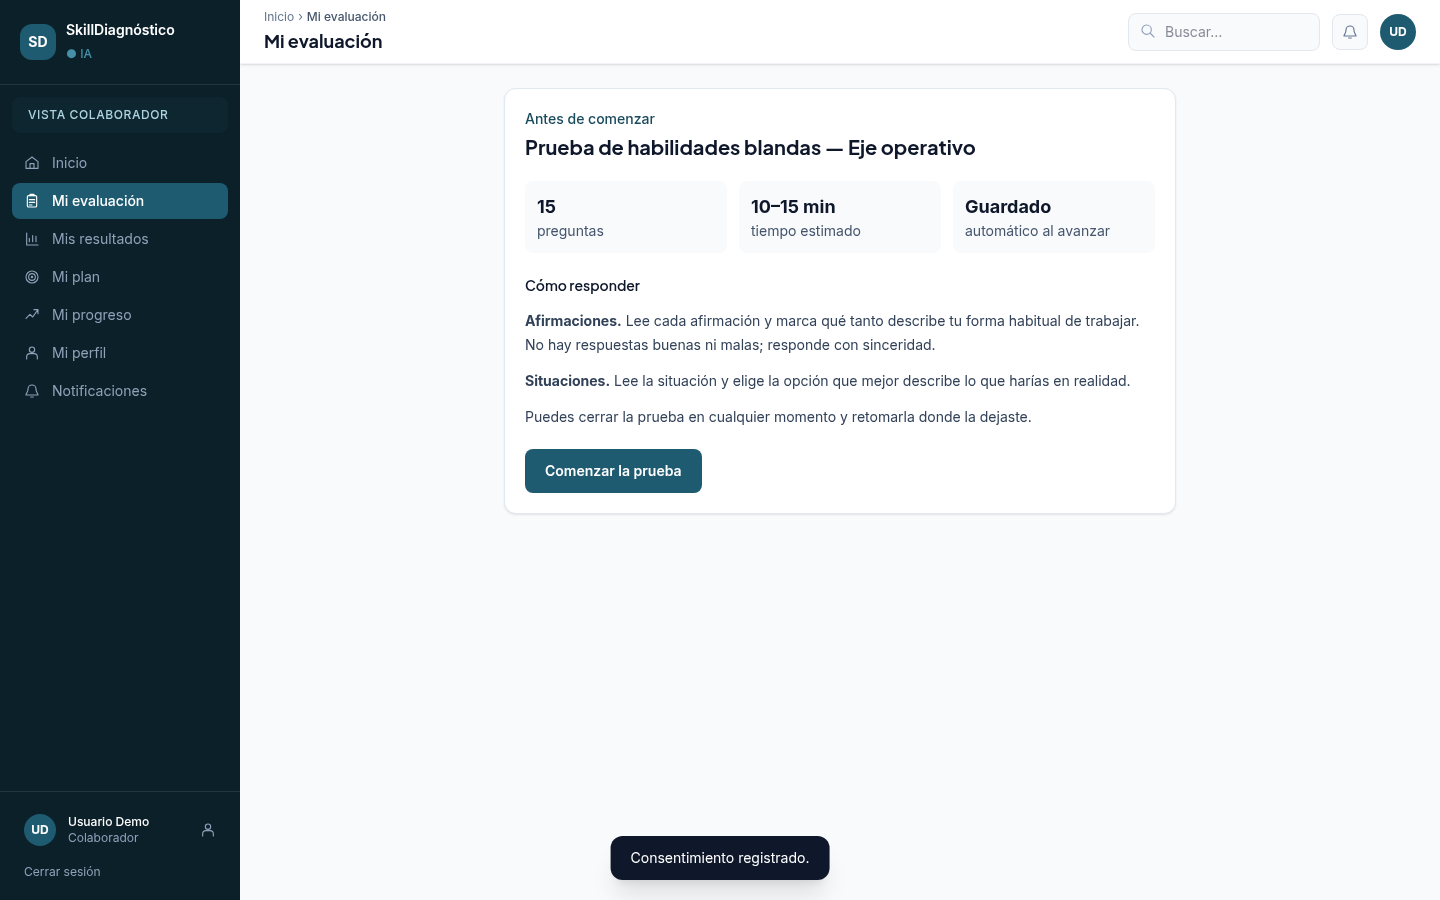 SD
SkillDiagnóstico
IA
VISTA COLABORADOR
Inicio
Mi evaluación
Mis resultados
Mi plan
Mi progreso
Mi perfil
Notificaciones
UD
Usuario Demo
Colaborador
Cerrar sesión
Inicio › Mi evaluación
Mi evaluación
Buscar...
UD
Antes de comenzar
Prueba de habilidades blandas — Eje operativo
15
preguntas
10–15 min
tiempo estimado
Guardado
automático al avanzar
Cómo responder
Afirmaciones. Lee cada afirmación y marca qué tanto describe tu forma habitual de trabajar.
No hay respuestas buenas ni malas; responde con sinceridad.
Situaciones. Lee la situación y elige la opción que mejor describe lo que harías en realidad.
Puedes cerrar la prueba en cualquier momento y retomarla donde la dejaste.
Comenzar la prueba
Consentimiento registrado.